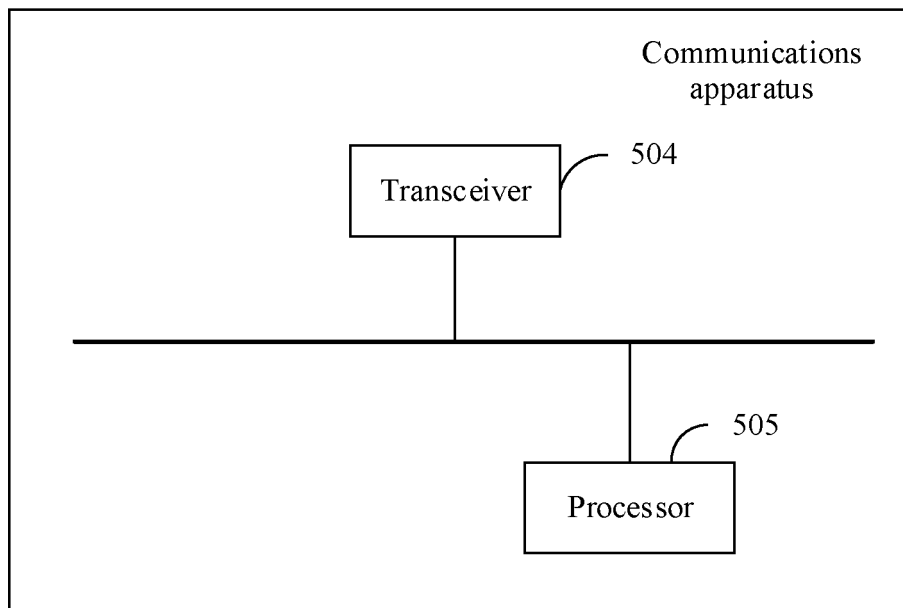 Communications
apparatus
504
Transceiver
505
Processor